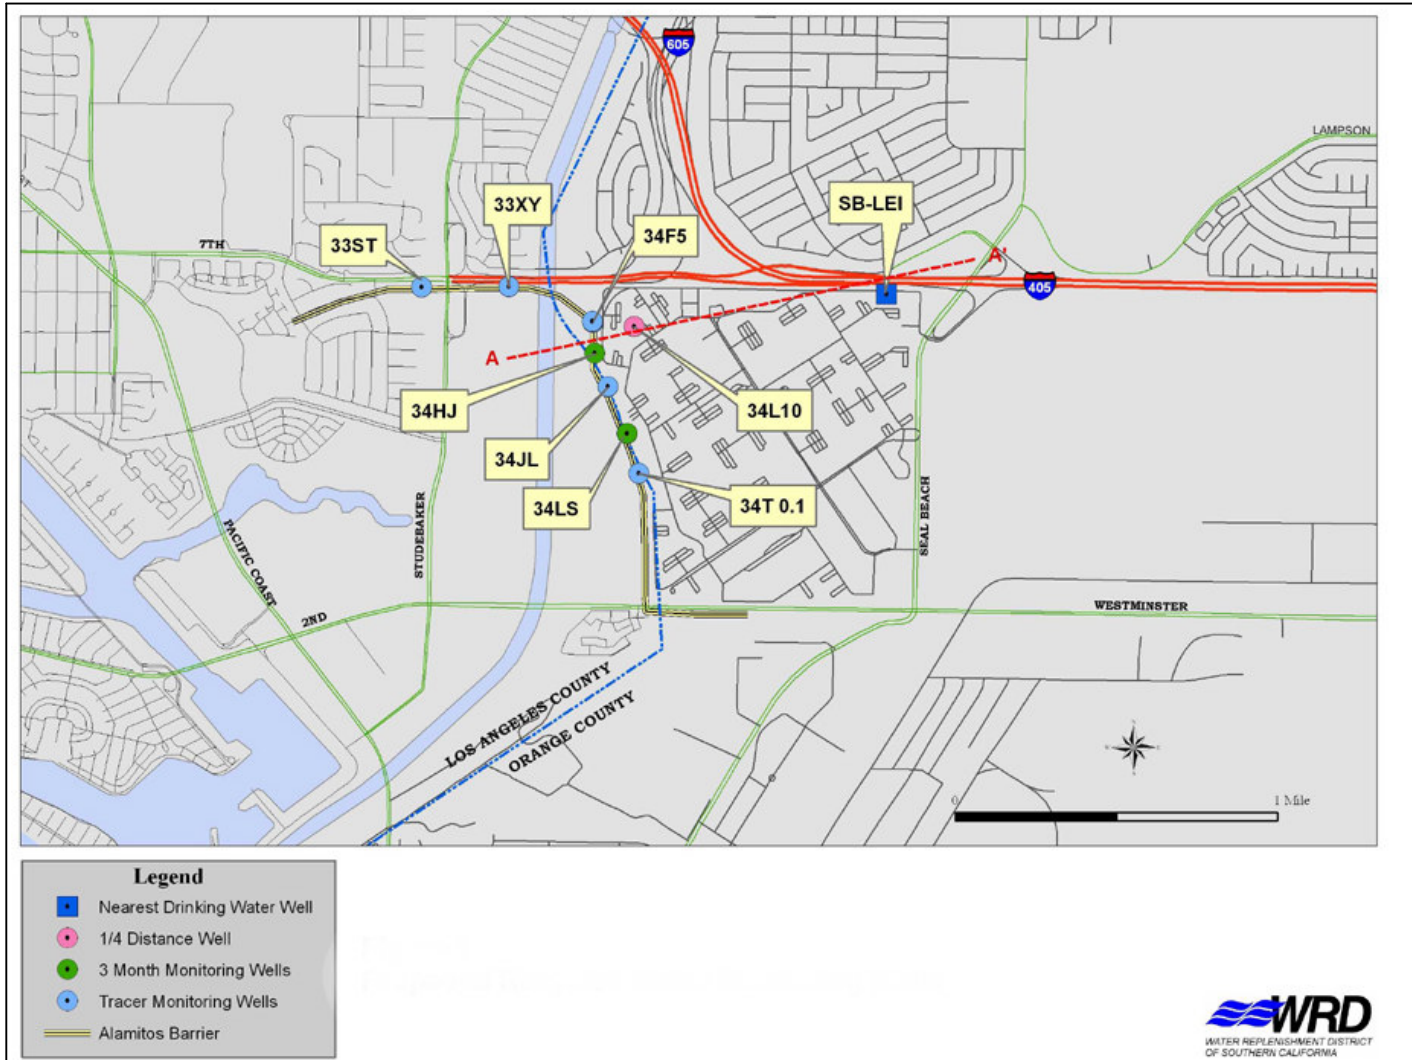 605
LAMPSON
33XY
SB-LEI
34F5
33ST
7TH
A'
405
A
34HJ
34L10
34JL
34LS
34T 0.1
STUDEBAKER
SEAL BEACH
PACIFIC COAST
2ND
WESTMINSTER
LOS ANGELES COUNTY
ORANGE COUNTY
0 1 Mile
Legend
Nearest Drinking Water Well
1/4 Distance Well
3 Month Monitoring Wells
Tracer Monitoring Wells
Alamitos Barrier
WRD
WATER REPLENISHMENT DISTRICT
OF SOUTHERN CALIFORNIA